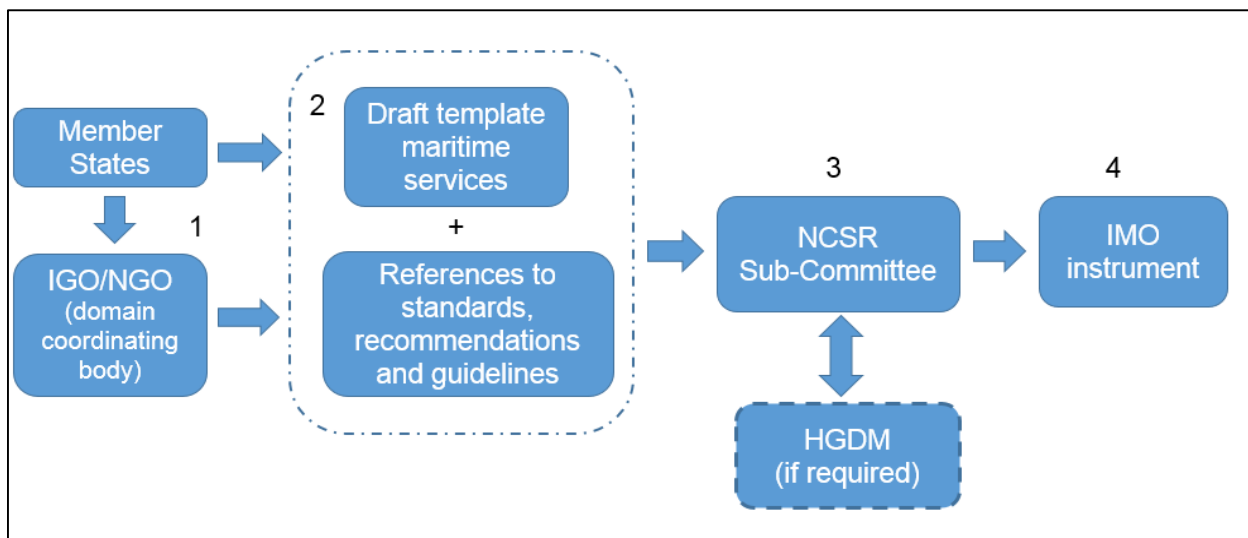 Member
States
1
IGO/NGO
(domain
coordinating
body)
2
Draft template
maritime
services
+
References to
standards,
recommendations
and guidelines
3
NCSR
Sub-Committee
HGDM
(if required)
4
IMO
instrument